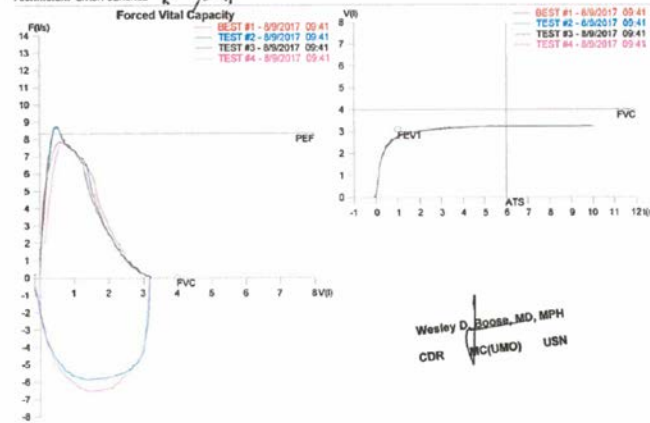 Forced Vital Capacity
F(l/s)
BEST #1 - 8/9/2017 09:41
TEST #2 - 8/9/2017 09:41
TEST #3 - 8/9/2017 09:41
TEST #4 - 8/9/2017 09:41
14
13
12
11
10
9
8
7
6
5
4
3
2
1
0
-1
-2
-3
-4
-5
-6
-7
-8
PEF
FVC
1 2 3 4 5 6 7 8 V(l)
V(l)
BEST #1 - 8/9/2017 09:41
TEST #2 - 8/9/2017 09:41
TEST #3 - 8/9/2017 09:41
TEST #4 - 8/9/2017 09:41
8
7
6
5
4
3
2
1
0
FVC
FEV1
ATS
-1 0 1 2 3 4 5 6 7 8 9 10 11 12
Wesley D. Boose, MD, MPH
CDR MC(UMO) USN